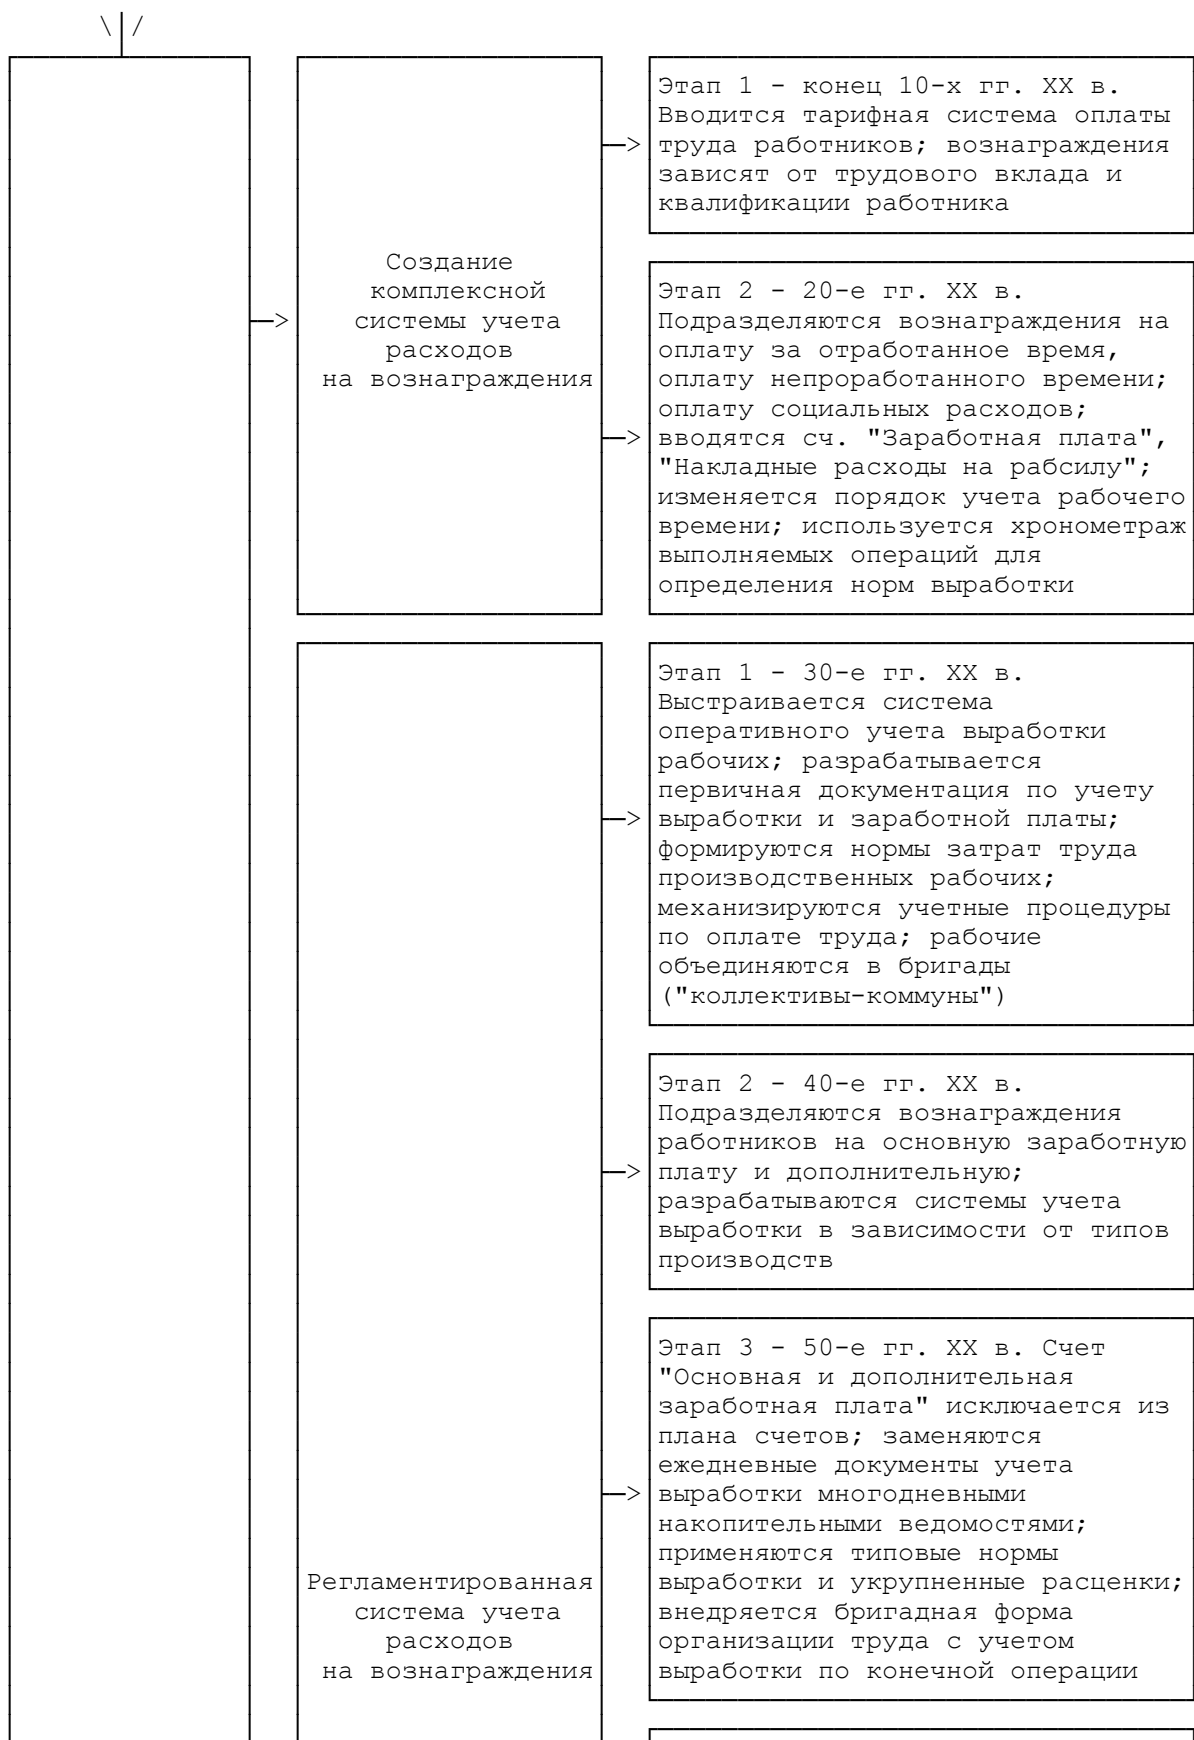 Этап 1 - конец 10-х гг. XX в.
Вводится тарифная система оплаты
труда работников; вознаграждения
зависят от трудового вклада и
квалификации работника
Создание
комплексной
системы учета
расходов
на вознаграждения
Этап 2 - 20-е гг. XX в.
Подразделяются вознаграждения на
оплату за отработанное время,
оплату непроработанного времени;
оплату социальных расходов;
вводятся сч. "Заработная плата",
"Накладные расходы на рабсилу";
изменяется порядок учета рабочего
времени; используется хронометраж
выполняемых операций для
определения норм выработки
Этап 1 - 30-е гг. XX в.
Выстраивается система
оперативного учета выработки
рабочих; разрабатывается
первичная документация по учету
выработки и заработной платы;
формируются нормы затрат труда
производственных рабочих;
механизируются учетные процедуры
по оплате труда; рабочие
объединяются в бригады
("коллективы-коммуны")
Этап 2 - 40-е гг. XX в.
Подразделяются вознаграждения
работников на основную заработную
плату и дополнительную;
разрабатываются системы учета
выработки в зависимости от типов
производств
Этап 3 - 50-е гг. XX в. Счет
"Основная и дополнительная
заработная плата" исключается из
плана счетов; заменяются
ежедневные документы учета
выработки многодневными
накопительными ведомостями;
применяются типовые нормы
выработки и укрупненные расценки;
внедряется бригадная форма
организации труда с учетом
выработки по конечной операции
Регламентированная
система учета
расходов
на вознаграждения